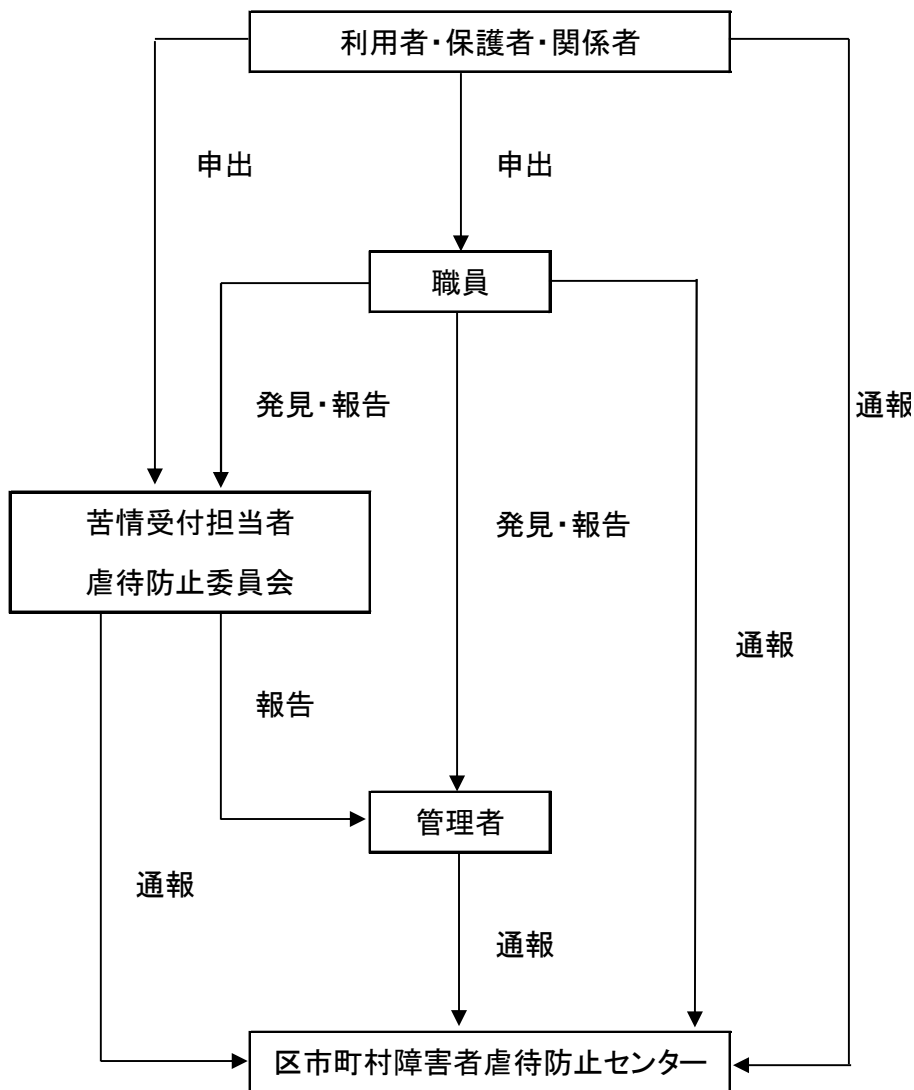 利用者・保護者・関係者
申出
申出
職員
発見・報告
通報
苦情受付担当者
虐待防止委員会
発見・報告
通報
報告
管理者
通報
通報
区市町村障害者虐待防止センター